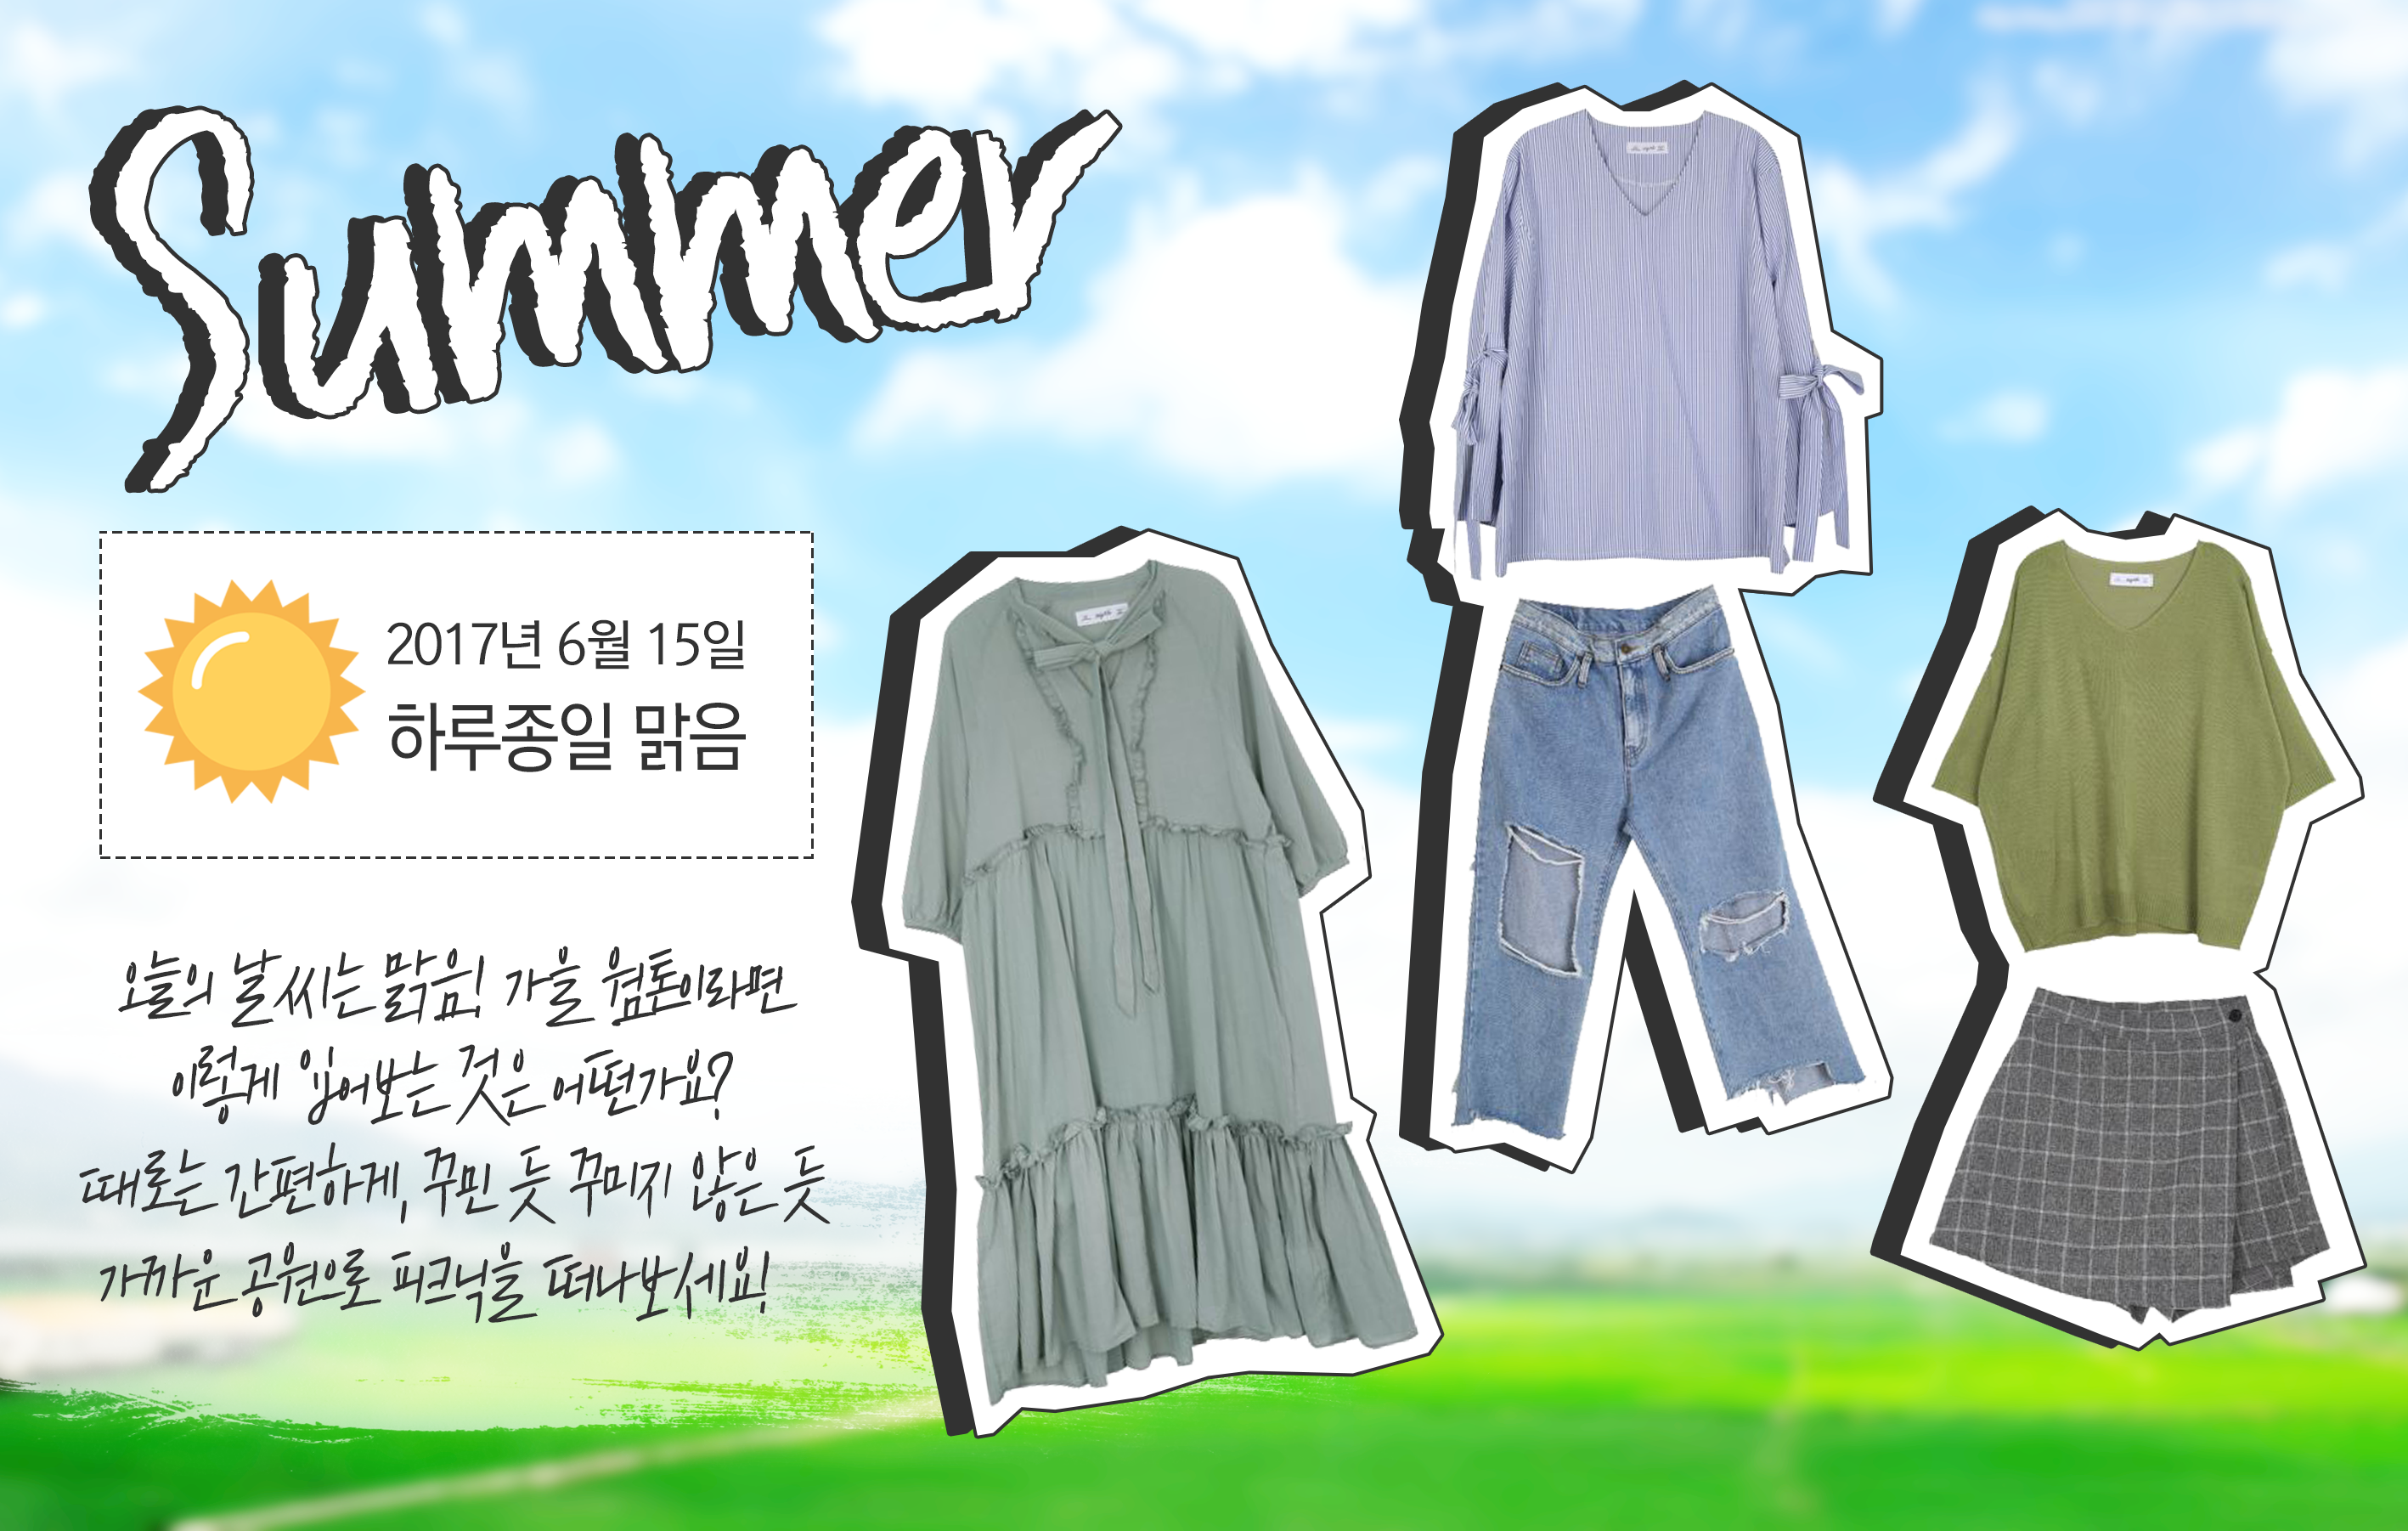 Summer
2017년 6월 15일
하루종일 맑음
오늘의 날씨는 맑음! 가을 웜톤이라면
이렇게 입어보는 것은 어떤가요?
때로는 간편하게, 꾸민 듯 꾸미지 않은 듯
가까운 공원으로 피크닉을 떠나보세요!